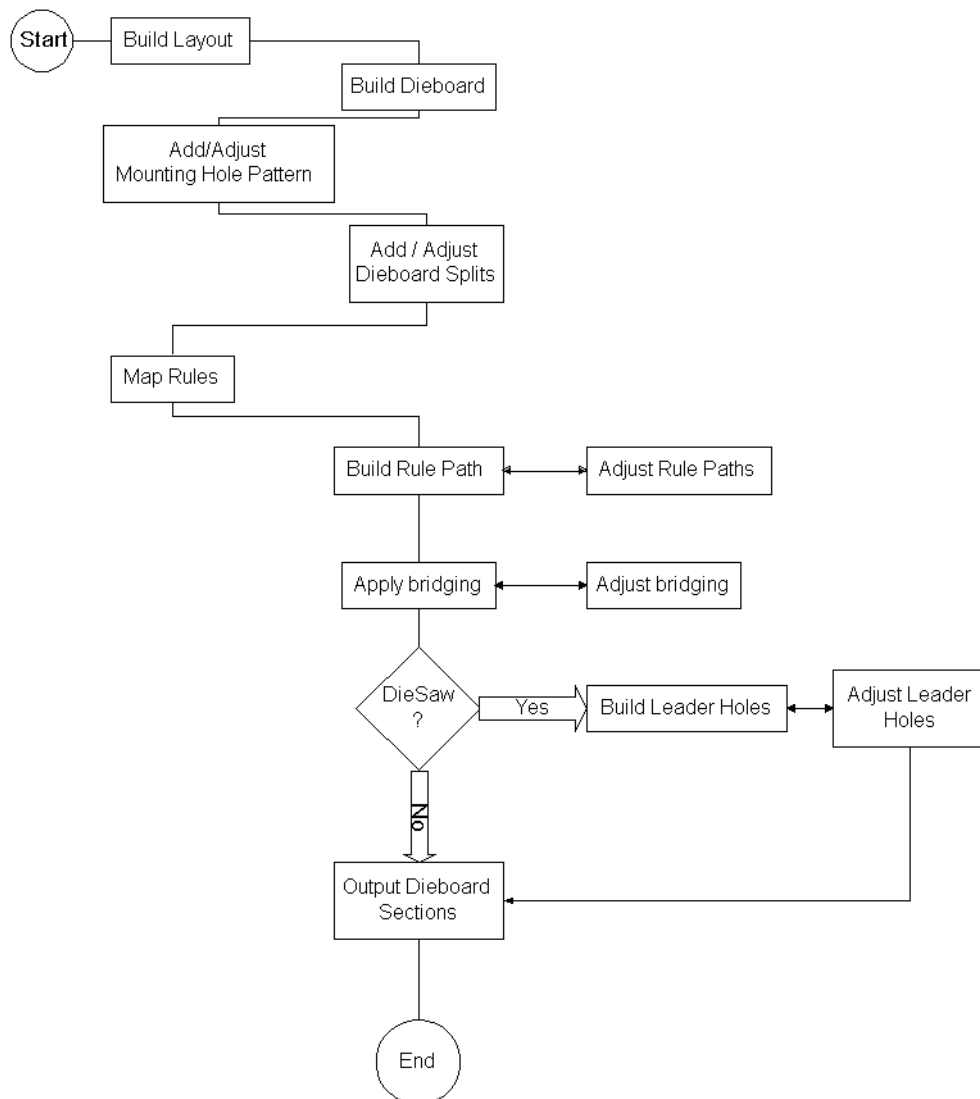 Start
Build Layout
Build Dieboard
Add/Adjust
Mounting Hole Pattern
Add / Adjust
Dieboard Splits
Map Rules
Build Rule Path
Adjust Rule Paths
Apply bridging
Adjust bridging
DieSaw
?
Yes
Build Leader Holes
Adjust Leader
Holes
No
Output Dieboard
Sections
End